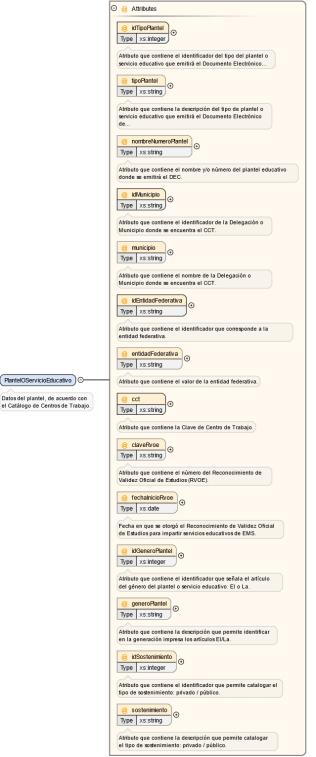 Attributes
@ idTipoPlantel
Type xs:integer
Atributo que contiene el identificador del tipo del plantel o
servicio educativo que emitirá el Documento Electrónico...
@ tipoPlantel
Type xs:string
Atributo que contiene la descripción del tipo de plantel o
servicio educativo que emitirá el Documento Electrónico
de...
@ nombreNumeroPlantel
Type xs:string
Atributo que contiene el nombre y/o número del plantel educativo
donde se emitirá el DEC.
@ idMunicipio
Type xs:string
Atributo que contiene el identificador de la Delegación o
Municipio donde se encuentra el CCT.
@ municipio
Type xs:string
Atributo que contiene el nombre de la Delegación o
Municipio donde se encuentra el CCT.
@ idEntidadFederativa
Type xs:string
Atributo que contiene el identificador que corresponde a la
entidad federativa.
@ entidadFederativa
Type xs:string
Atributo que contiene el valor de la entidad federativa.
PlantelOServicioEducativo
Datos del plantel, de acuerdo con
el Catálogo de Centros de Trabajo.
@ cct
Type xs:string
Atributo que contiene la Clave de Centro de Trabajo.
@ claveRvoe
Type xs:string
Atributo que contiene el número del Reconocimiento de
Validez Oficial de Estudios (RVOE).
@ fechaInicioRvoe
Type xs:date
Fecha en que se otorgó el Reconocimiento de Validez Oficial
de Estudios para impartir servicios educativos de EMS.
@ idGeneroPlantel
Type xs:integer
Atributo que contiene el identificador que señala el artículo
del género del plantel o servicio educativo: El o La.
@ generoPlantel
Type xs:string
Atributo que contiene la descripción que permite identificar
en la generación impresa los artículos El/La.
@ idSostenimiento
Type xs:integer
Atributo que contiene el identificador que permite catalogar el
tipo de sostenimiento: privado / público.
@ sostenimiento
Type xs:string
Atributo que contiene la descripción que permite catalogar
el tipo de sostenimiento: privado / público.